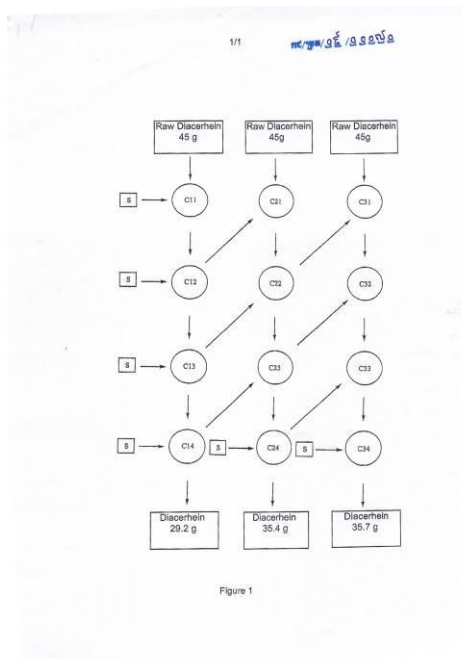 1/1
Raw Diacerhein Raw Diacerhein Raw Diacerhein
45 g 45g 45g
S C11 C21 C31
S C12 C22 C32
S C13 C23 C33
S C14 S C24 S C34
Diacerhein Diacerhein Diacerhein
29.2 g 35.4 g 35.7 g
Figure 1